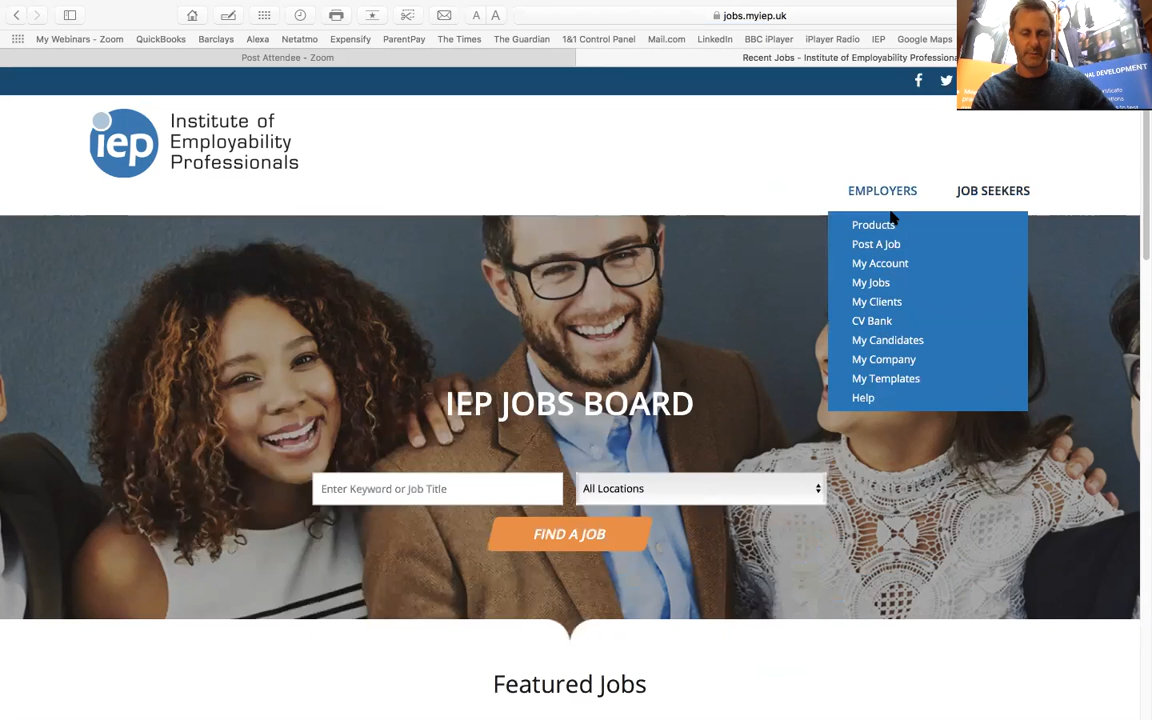 jobs.myiep.uk
A A
My Webinars - Zoom QuickBooks Barclays Alexa Netatmo Expensify ParentPay The Times The Guardian 1&1 Control Panel Mail.com LinkedIn BBC iPlayer iPlayer Radio IEP Google Maps
Post Attendee - Zoom
Recent Jobs - Institute of Employability Professiona
NAL DEVELOPMENT
iep
Institute of
Employability
Professionals
EMPLOYERS JOB SEEKERS
Products
Post A Job
My Account
My Jobs
My Clients
CV Bank
My Candidates
My Company
My Templates
Help
IEP JOBS BOARD
Enter Keyword or Job Title
All Locations
FIND A JOB
Featured Jobs